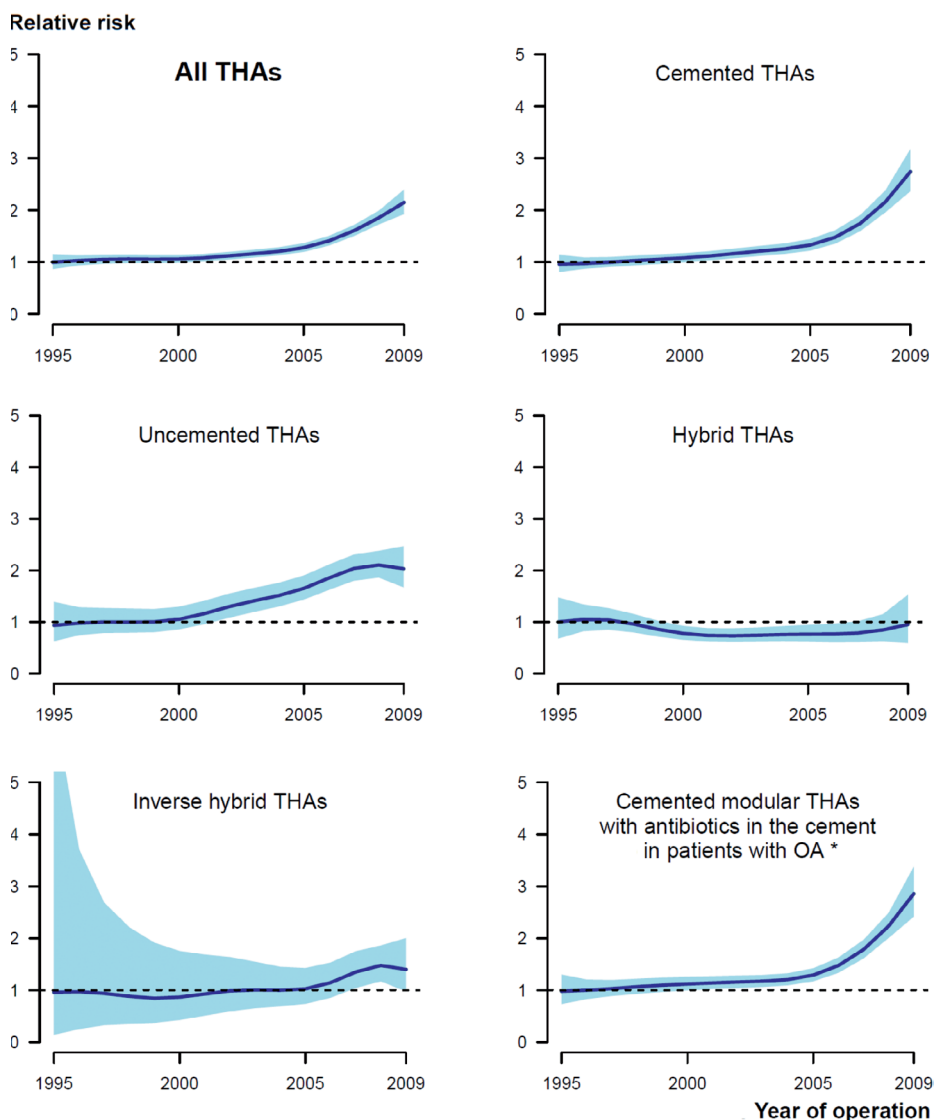 Relative risk
All THAs
5
4
3
2
1
0
1995 2000 2005 2009
Cemented THAs
5
4
3
2
1
0
1995 2000 2005 2009
Uncemented THAs
5
4
3
2
1
0
1995 2000 2005 2009
Hybrid THAs
5
4
3
2
1
0
1995 2000 2005 2009
Inverse hybrid THAs
5
4
3
2
1
0
1995 2000 2005 2009
Cemented modular THAs
with antibiotics in the cement
in patients with OA *
5
4
3
2
1
0
1995 2000 2005 2009
Year of operation